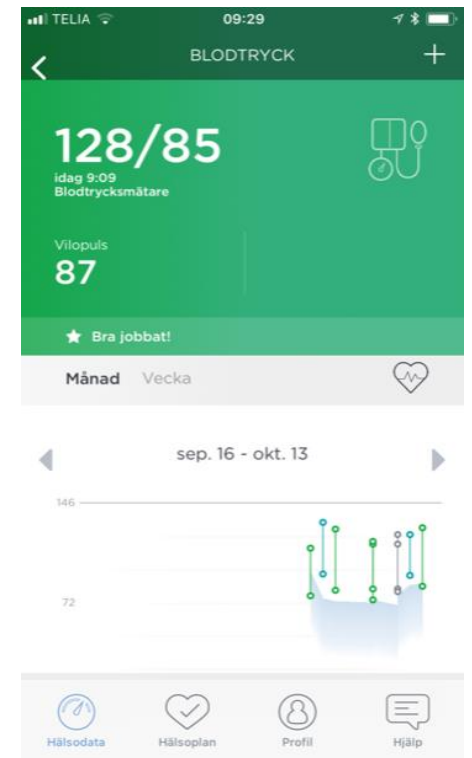 TELIA 09:29
BLODTRYCK
128/85
idag 9:09
Blodtrycksmätare
Vilopuls
87
Bra jobbat!
Månad Vecka
sep. 16 - okt. 13
146
72
Hälsodata Hälsoplan Profil Hjälp